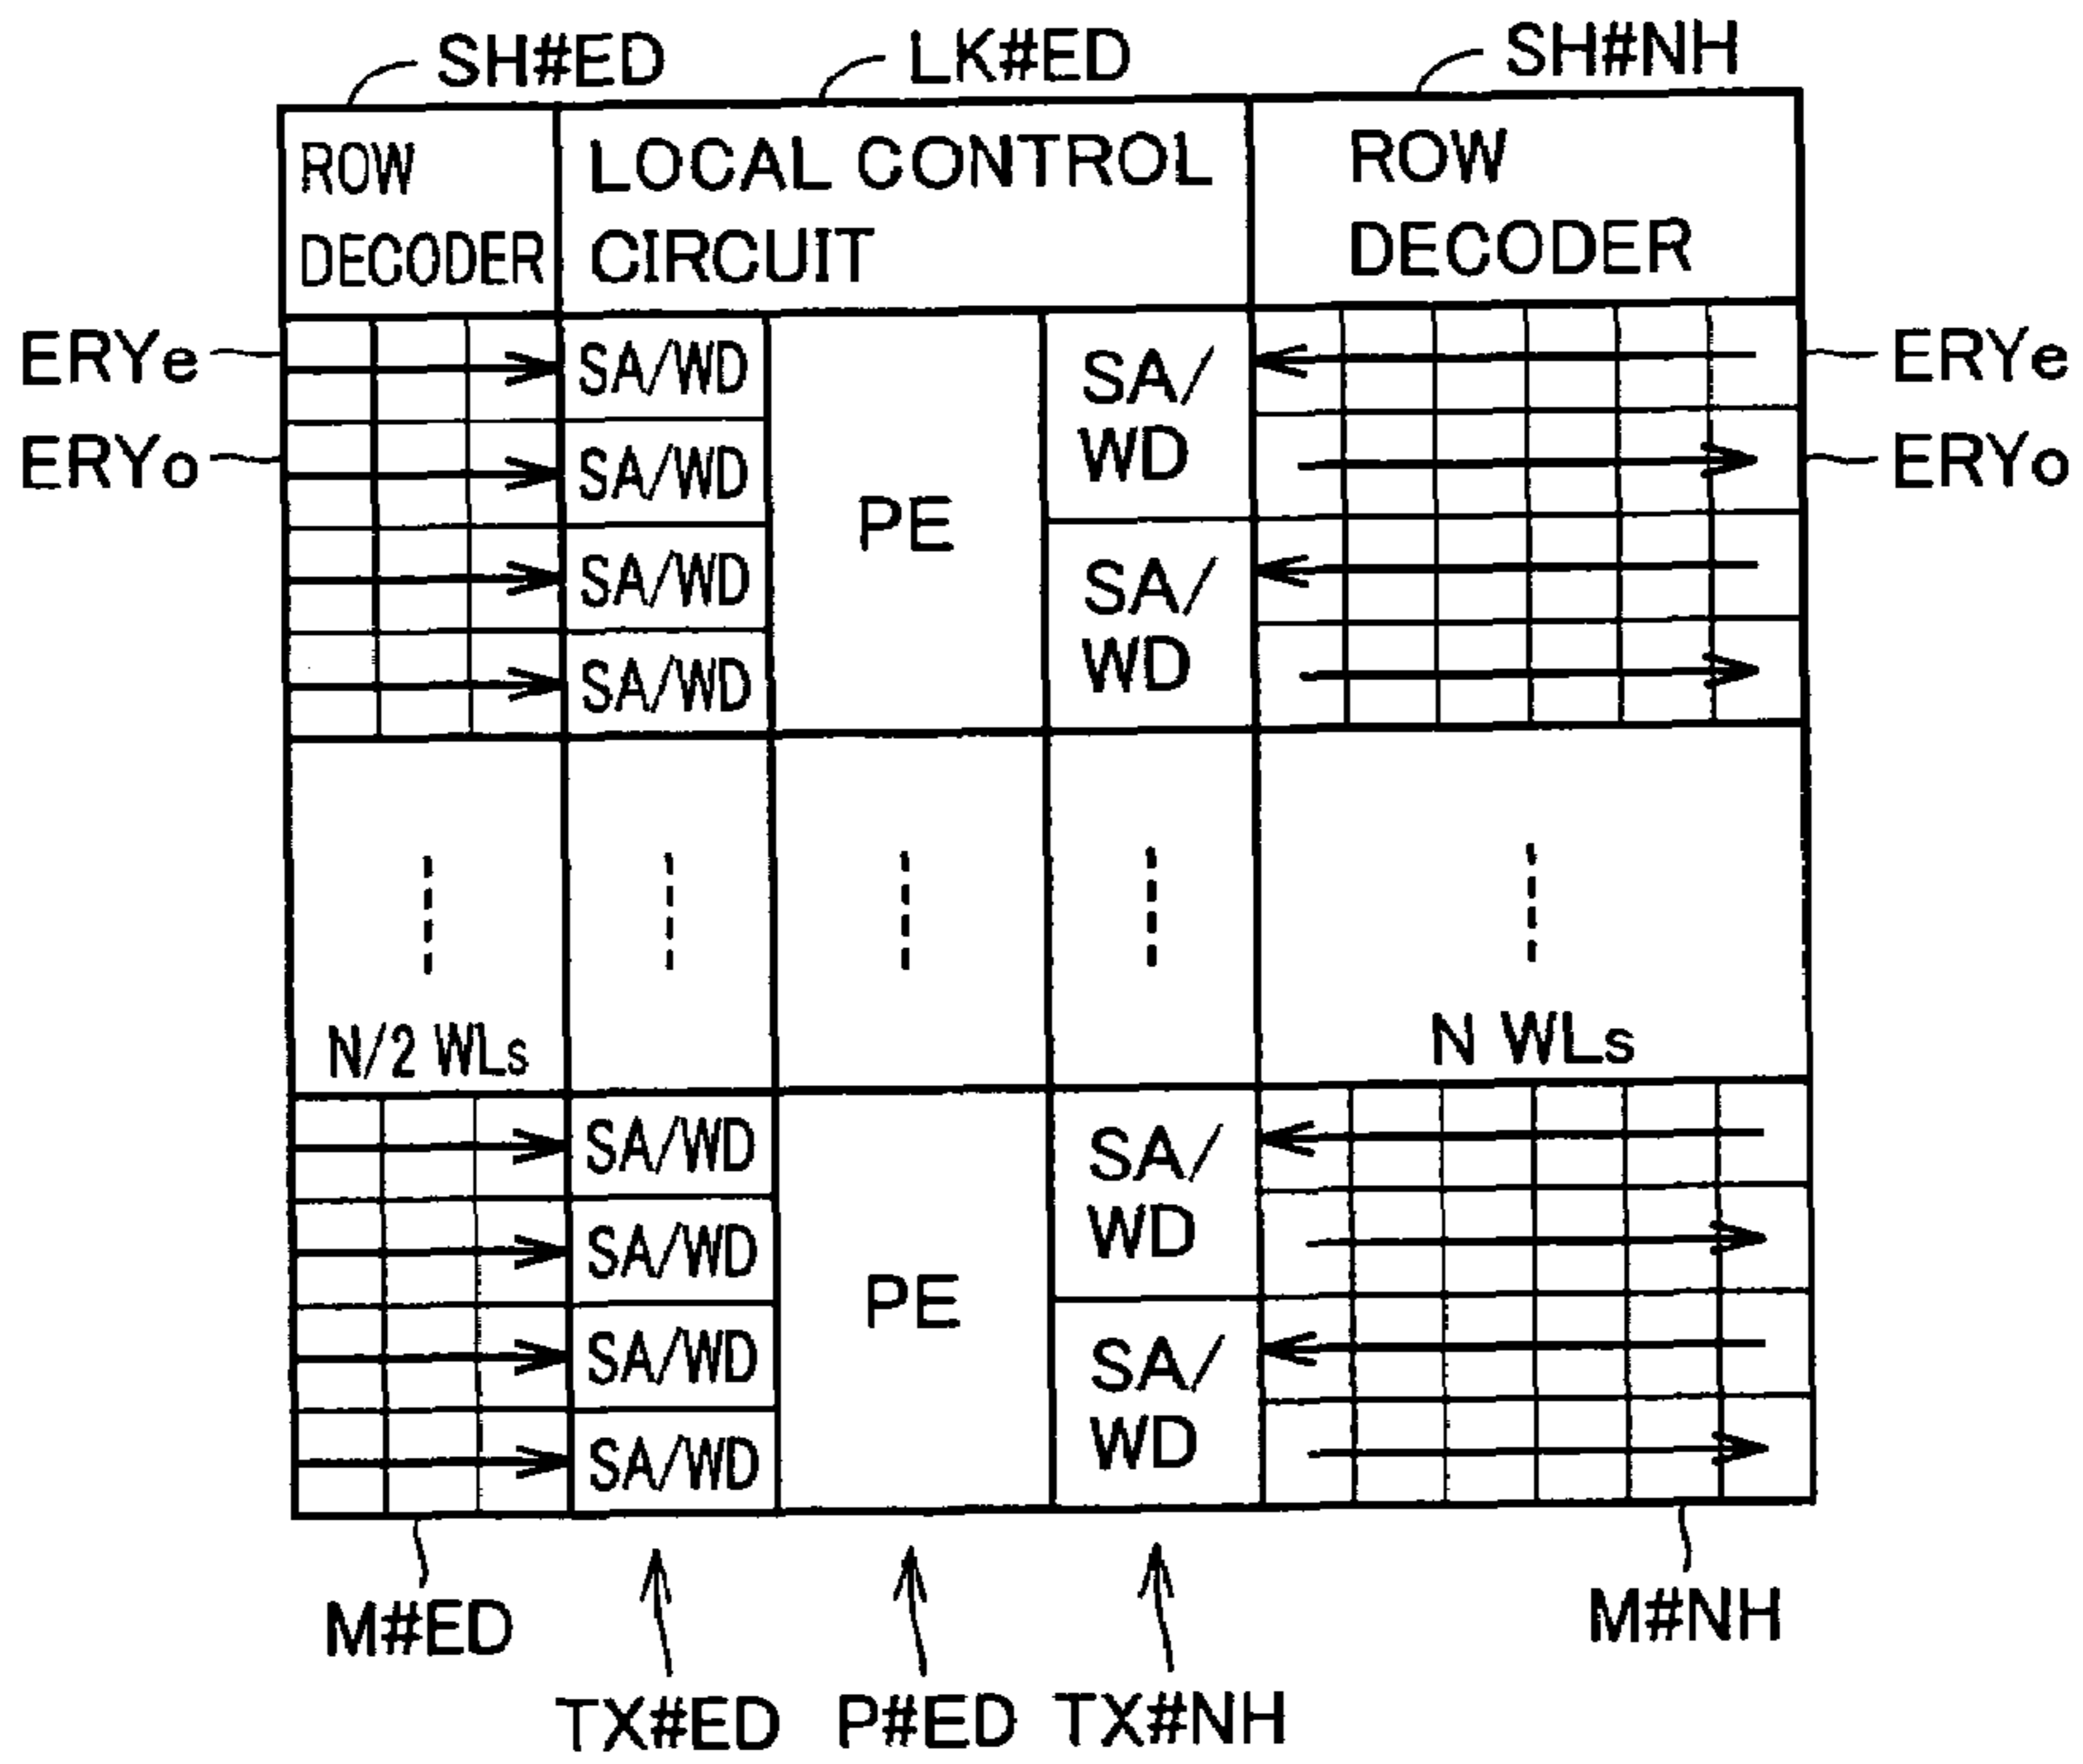 SH#ED LK#ED SH#NH
ROW DECODER
LOCAL CONTROL CIRCUIT
ROW DECODER
ERYe
ERYo
SA/WD
SA/WD
SA/WD
SA/WD
PE
SA/
WD
SA/
WD
ERYe
ERYo
N/2 WLs
N WLs
SA/WD
SA/WD
SA/WD
SA/WD
PE
SA/
WD
SA/
WD
M#ED
M#NH
TX#ED P#ED TX#NH